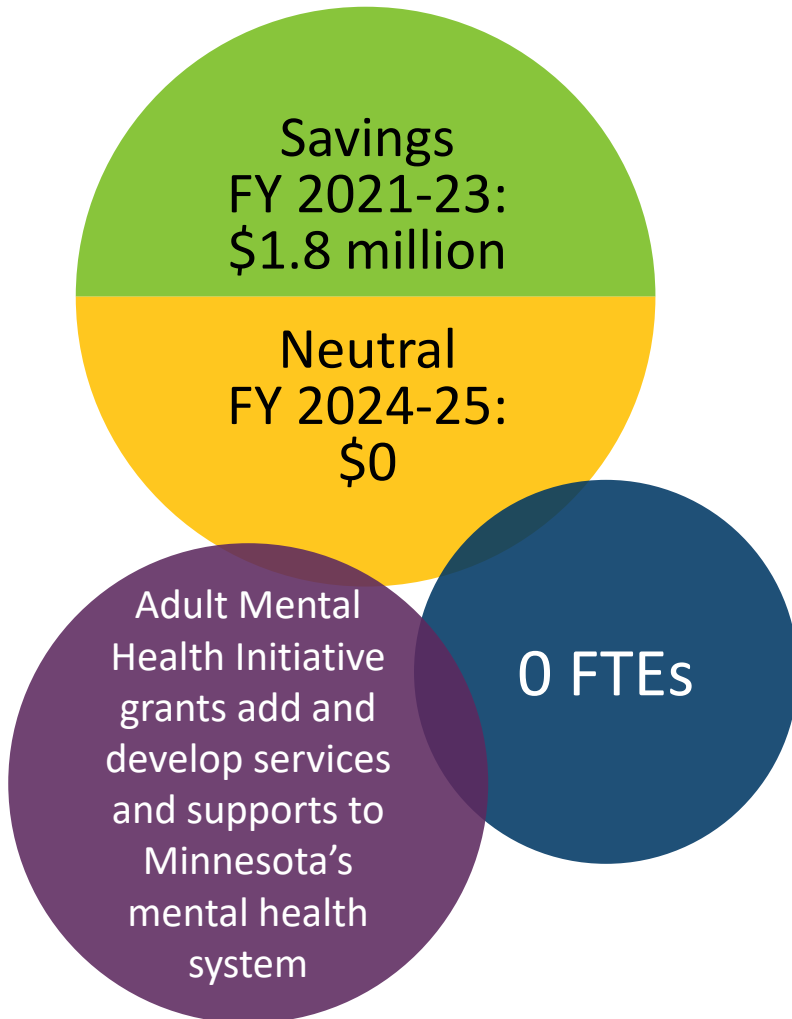 Savings
FY 2021-23:
$1.8 million
Neutral
FY 2024-25:
$0
Adult Mental
Health Initiative
grants add and
develop services
and supports to
Minnesota’s
mental health
system
0 FTEs